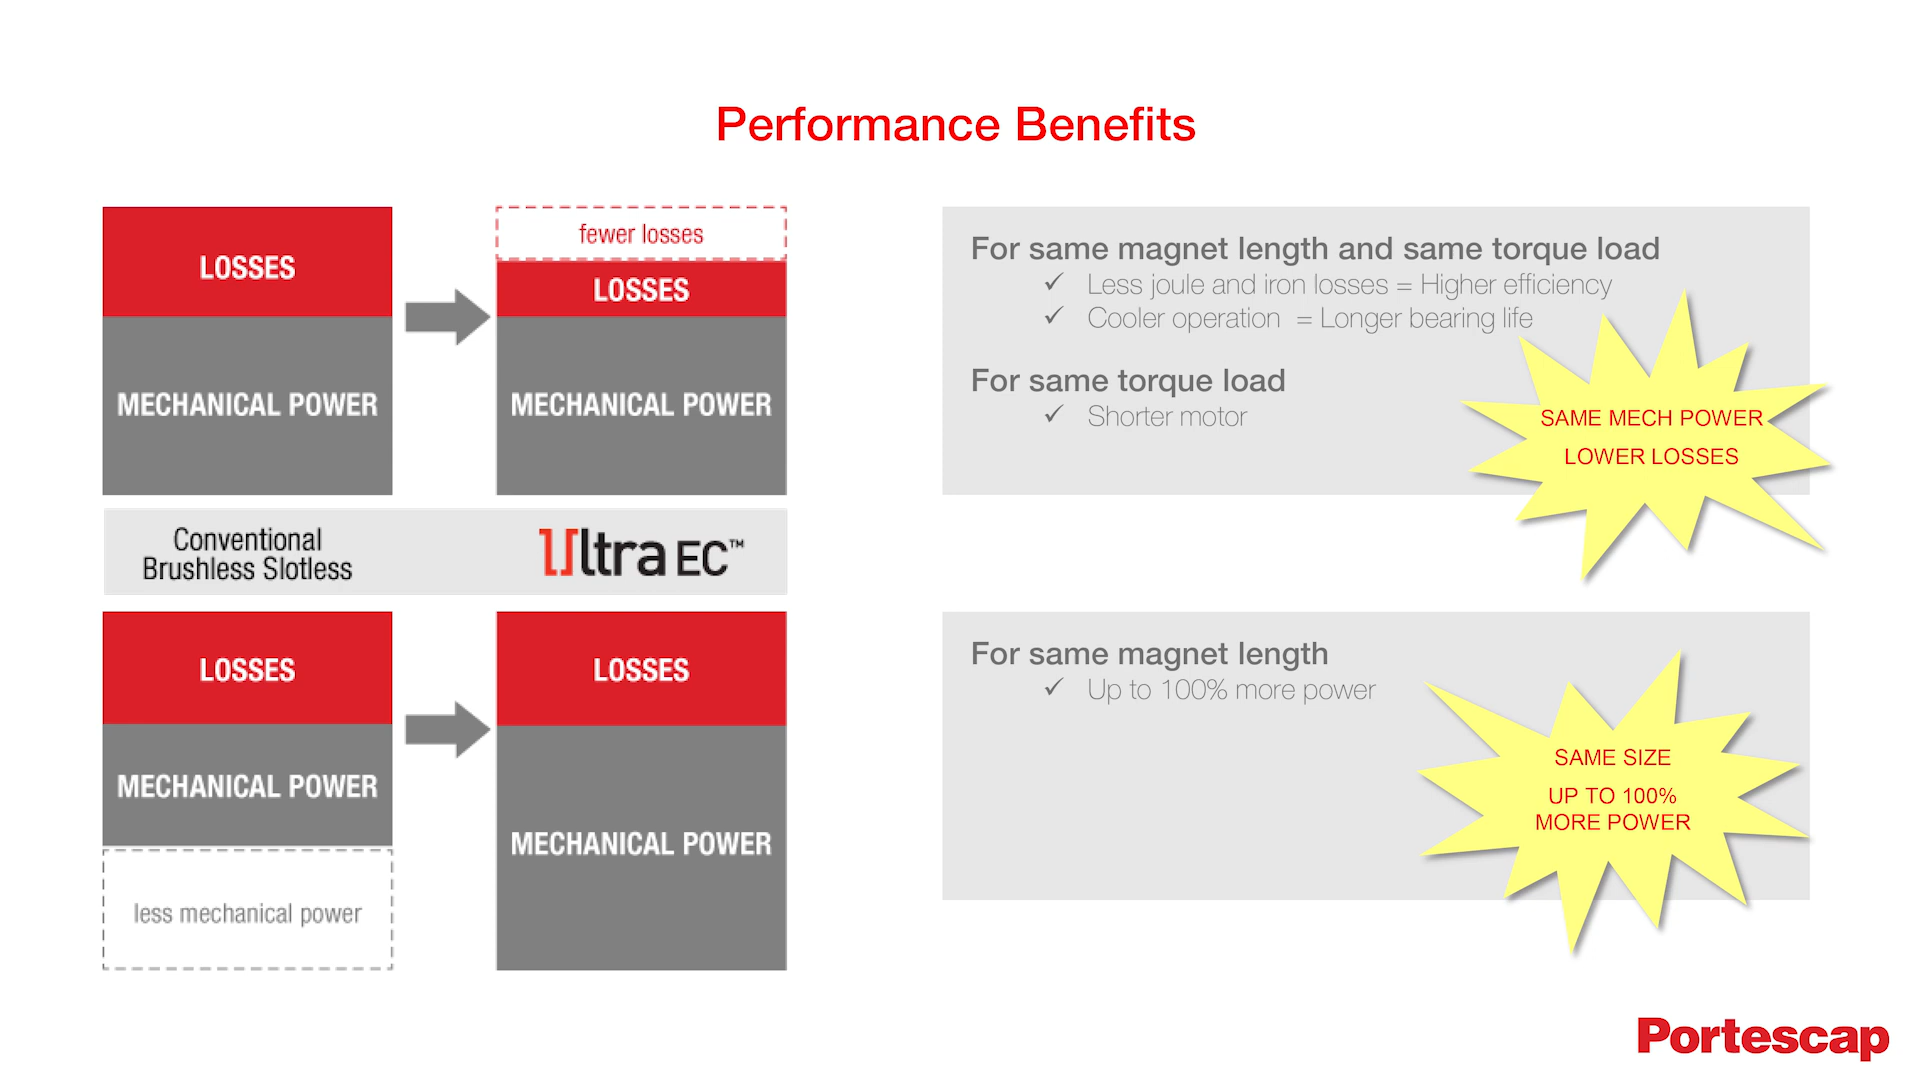 Performance Benefits
LOSSES
MECHANICAL POWER
fewer losses
LOSSES
MECHANICAL POWER
For same magnet length and same torque load
✓ Less joule and iron losses = Higher efficiency
✓ Cooler operation = Longer bearing life
For same torque load
✓ Shorter motor
SAME MECH POWER
LOWER LOSSES
Conventional
Brushless Slotless
Ultra EC™
LOSSES
MECHANICAL POWER
less mechanical power
LOSSES
MECHANICAL POWER
For same magnet length
✓ Up to 100% more power
SAME SIZE
UP TO 100%
MORE POWER
Portescap